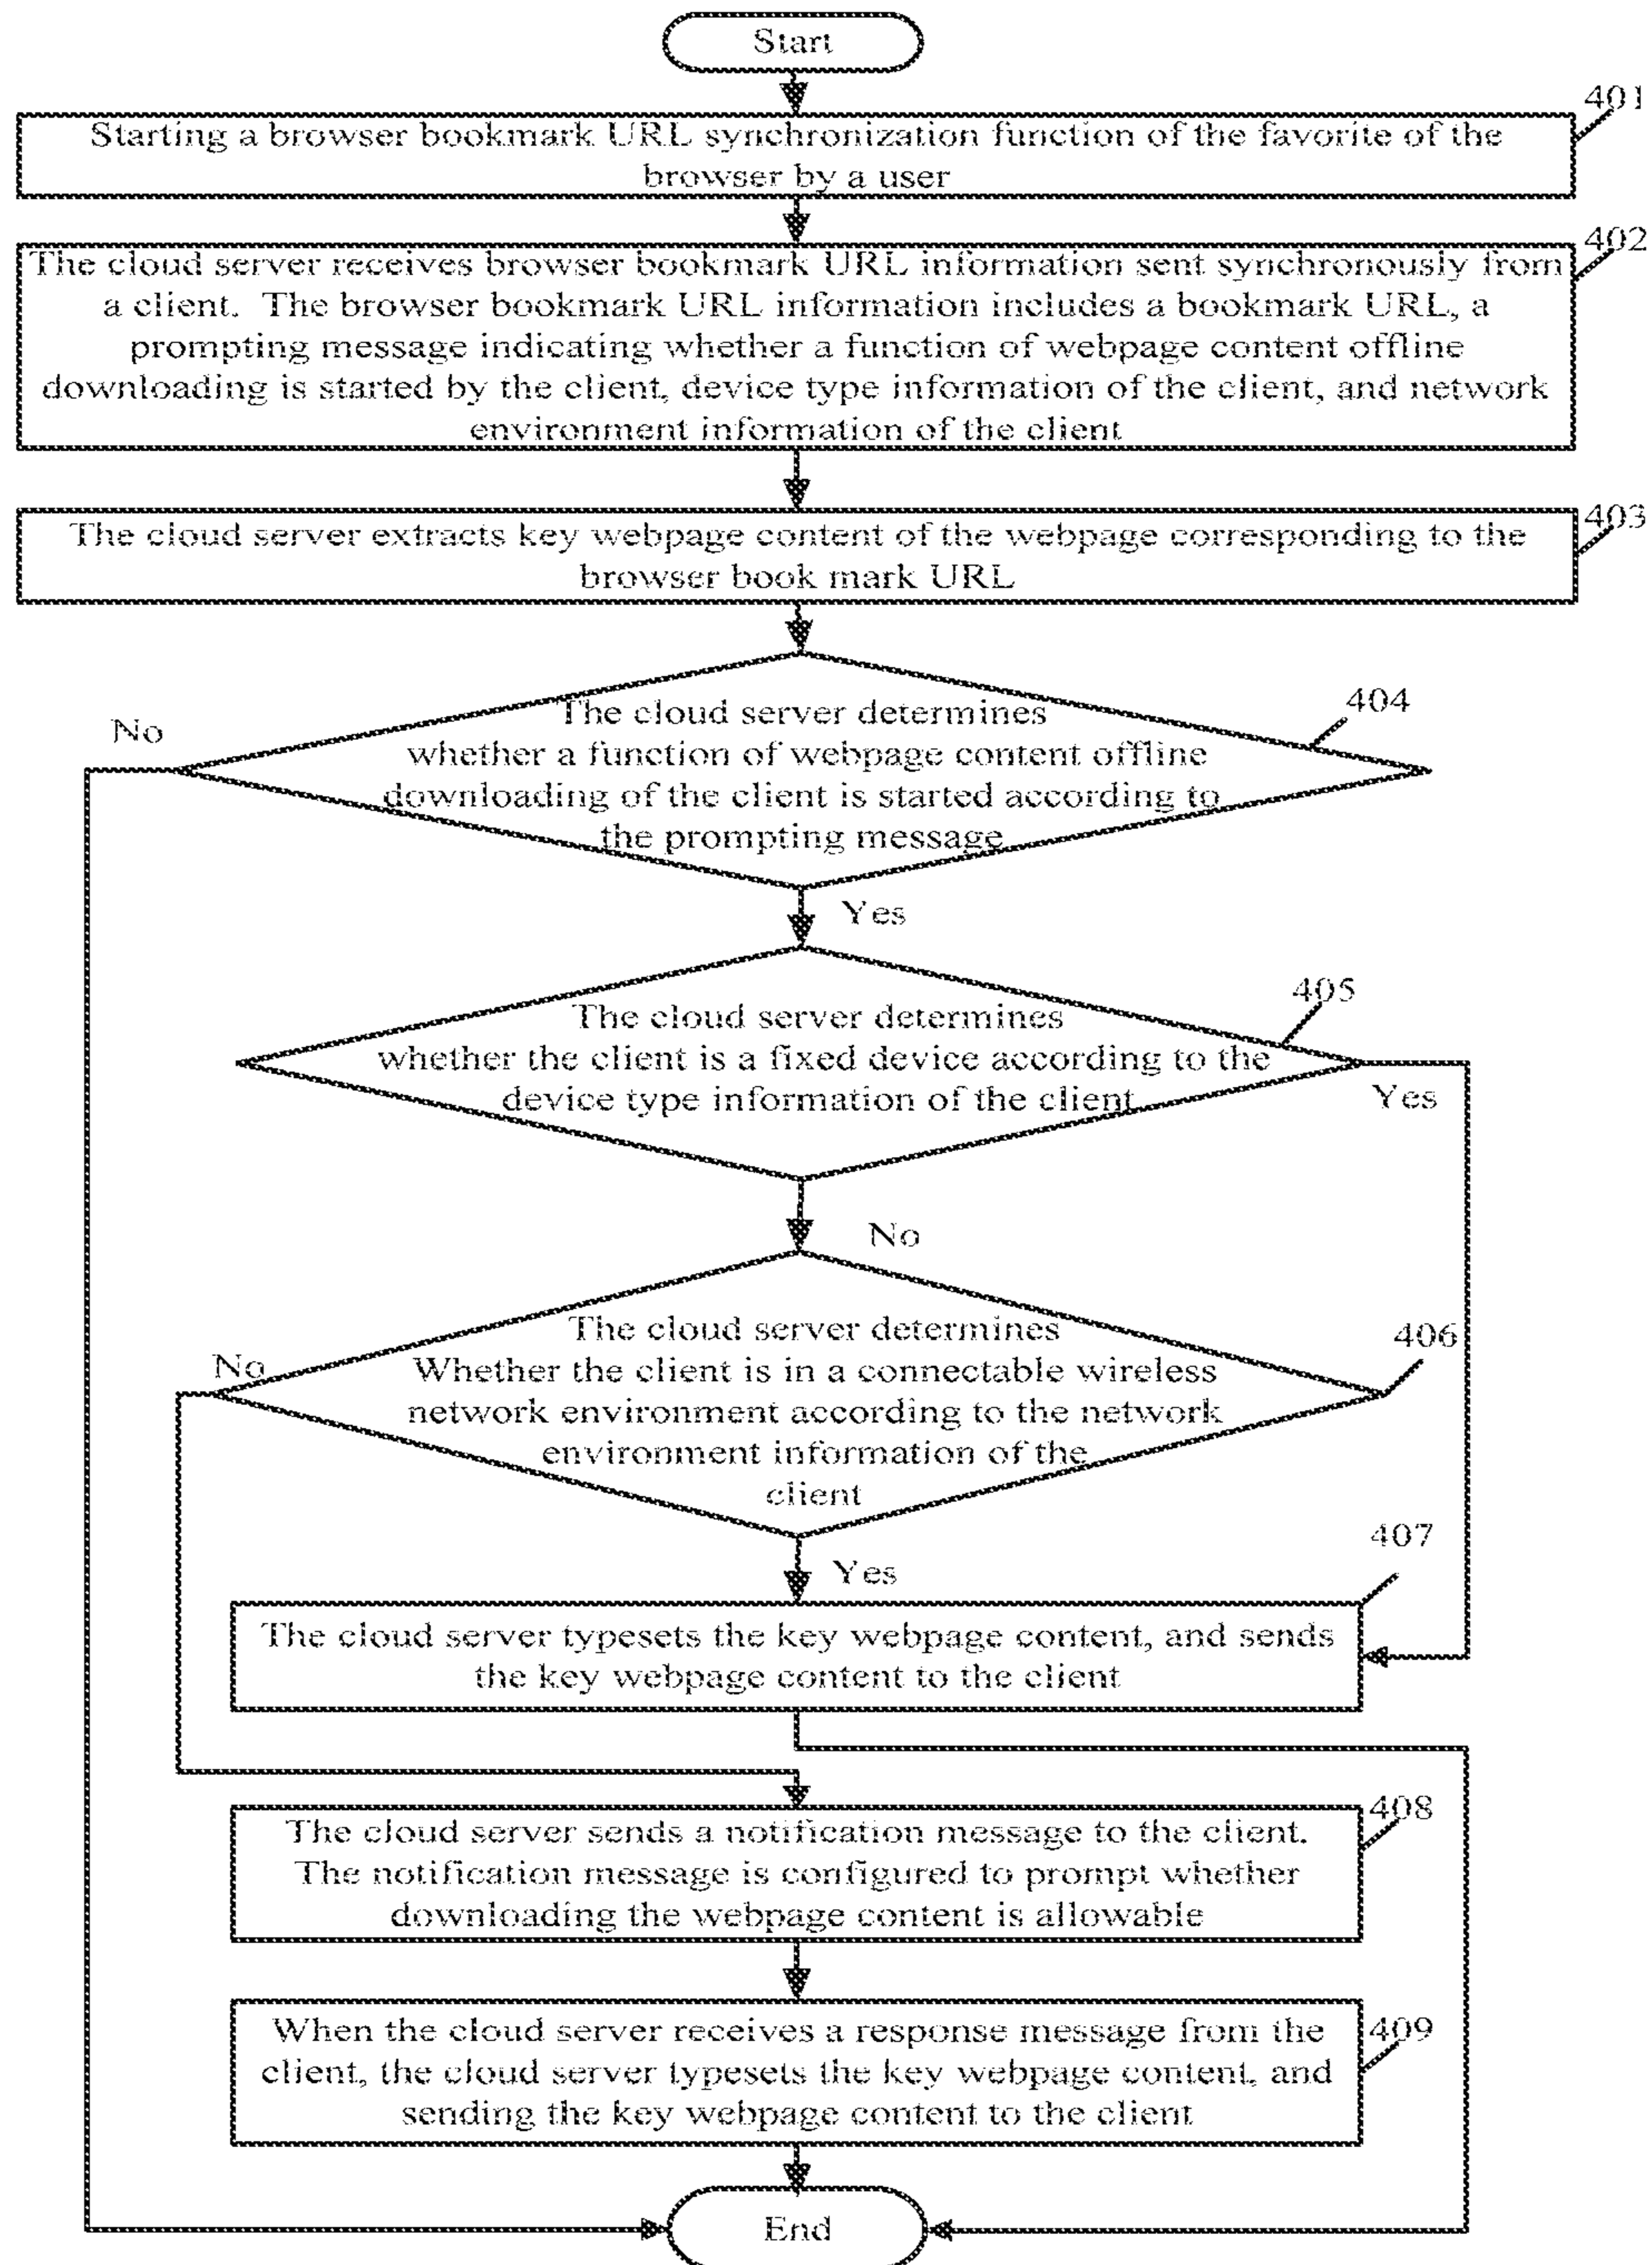 Start
401
Starting a browser bookmark URL synchronization function of the favorite of the
browser by a user
402
The cloud server receives browser bookmark URL information sent synchronously from
a client. The browser bookmark URL information includes a bookmark URL, a
prompting message indicating whether a function of webpage content offline
downloading is started by the client, device type information of the client, and network
environment information of the client
403
The cloud server extracts key webpage content of the webpage corresponding to the
browser book mark URL
404
No
The cloud server determines
whether a function of webpage content offline
downloading of the client is started according to
the prompting message
Yes
405
The cloud server determines
whether the client is a fixed device according to the
device type information of the client
Yes
No
406
No
The cloud server determines
Whether the client is in a connectable wireless
network environment according to the network
environment information of the
client
407
Yes
The cloud server typesets the key webpage content, and sends
the key webpage content to the client
408
The cloud server sends a notification message to the client.
The notification message is configured to prompt whether
downloading the webpage content is allowable
409
When the cloud server receives a response message from the
client, the cloud server typesets the key webpage content, and
sending the key webpage content to the client
End